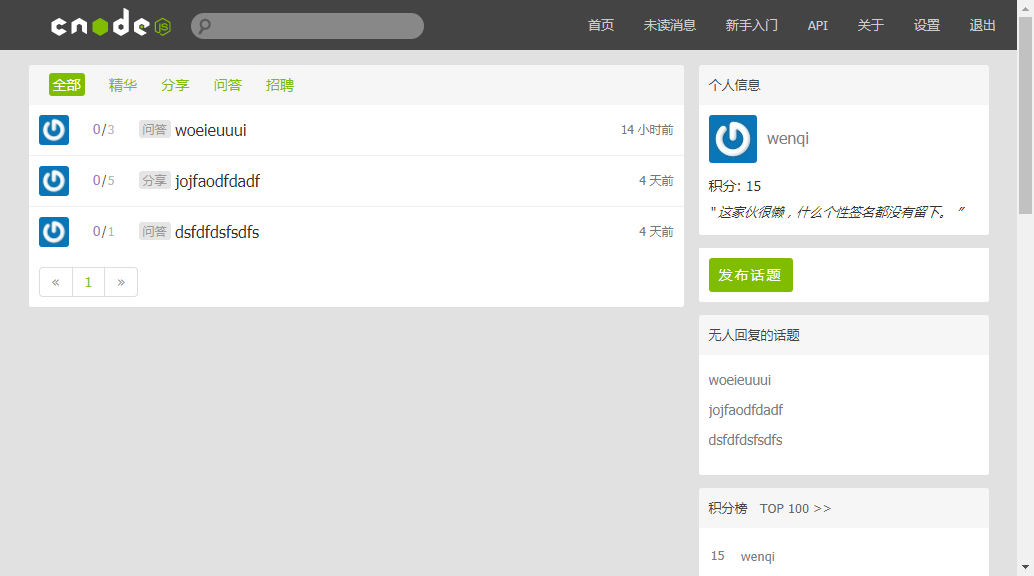 cnode JS
首页 未读消息 新手入门 API 关于 设置 退出
全部 精华 分享 问答 招聘
0/3 问答 woeieuuui 14 小时前
0/5 分享 jojfaodfdadf 4 天前
0/1 问答 dsfdfdsfsdfs 4 天前
« 1 »
个人信息
wenqi
积分: 15
" 这家伙很懒，什么个性签名都没有留下。 ”
发布话题
无人回复的话题
woeieuuui
jojfaodfdadf
dsfdfdsfsdfs
积分榜 TOP 100 >>
15 wenqi